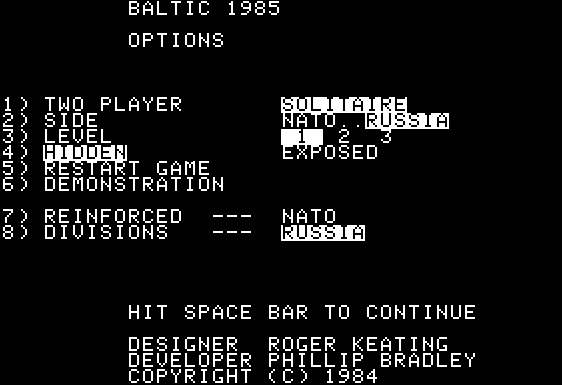 BALTIC 1985
OPTIONS
1) TWO PLAYER SOLITAIRE
2) SIDE NATO..RUSSIA
3) LEVEL 1 2 3
4) HIDDEN EXPOSED
5) RESTART GAME
6) DEMONSTRATION
7) REINFORCED --- NATO
8) DIVISIONS --- RUSSIA
HIT SPACE BAR TO CONTINUE
DESIGNER ROGER KEATING
DEVELOPER PHILLIP BRADLEY
COPYRIGHT (C) 1984